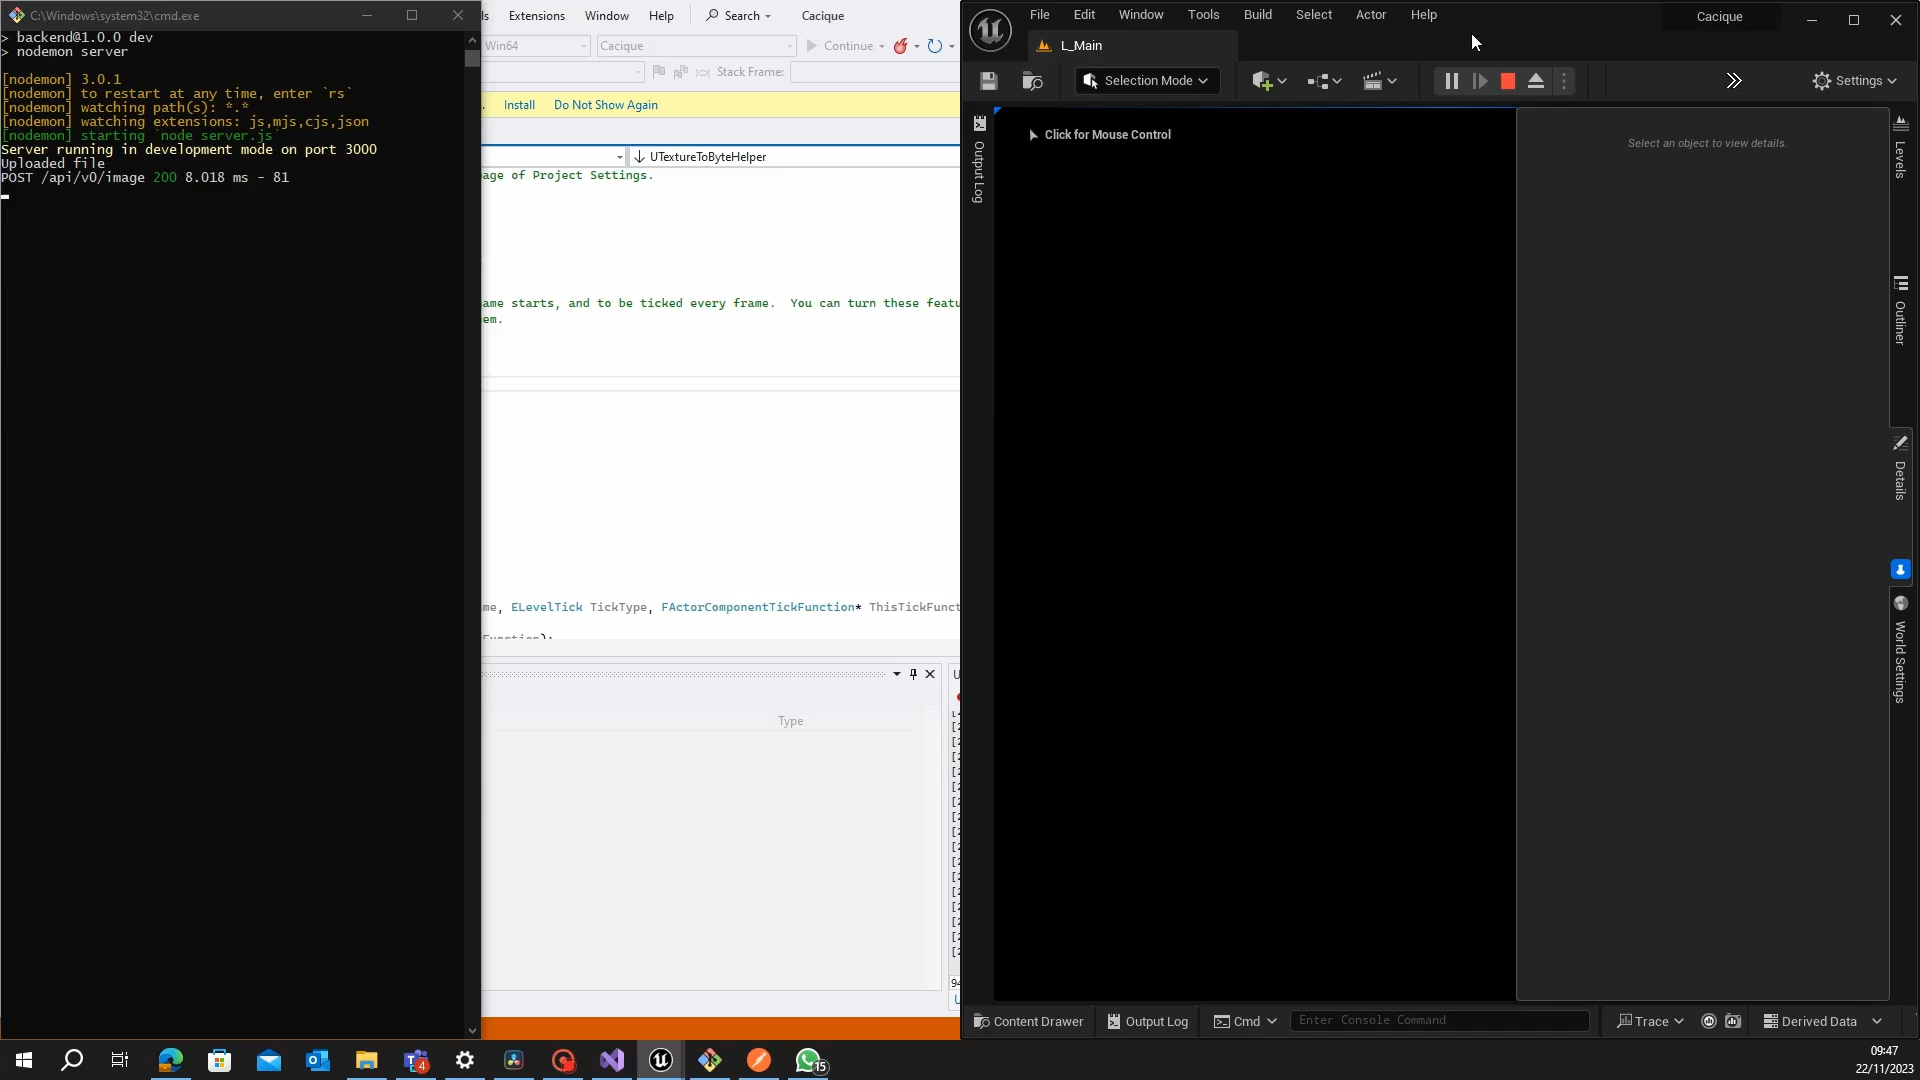 C:\Windows\system32\cmd.exe
> backend@1.0.0 dev
> nodemon server
[nodemon] 3.0.1
[nodemon] to restart at any time, enter `rs`
[nodemon] watching path(s): *.*
[nodemon] watching extensions: js,mjs,cjs,json
[nodemon] starting `node server.js`
Server running in development mode on port 3000
Uploaded file
POST /api/v0/image 200 8.018 ms - 81
Extensions Window Help Search Cacique
Win64 Cacique Continue
Stack Frame:
Install Do Not Show Again
UTextureToByteHelper
page of Project Settings.
ame starts, and to be ticked every frame. You can turn these featu
em.
me, ELevelTick TickType, FActorComponentTickFunction* ThisTickFunct
Type
File Edit Window Tools Build Select Actor Help Cacique
L_Main
Selection Mode Settings
Click for Mouse Control
Select an object to view details.
Output Log
Levels
Outliner
Details
World Settings
Content Drawer Output Log Cmd Enter Console Command Trace Derived Data
4
15
09:47
22/11/2023